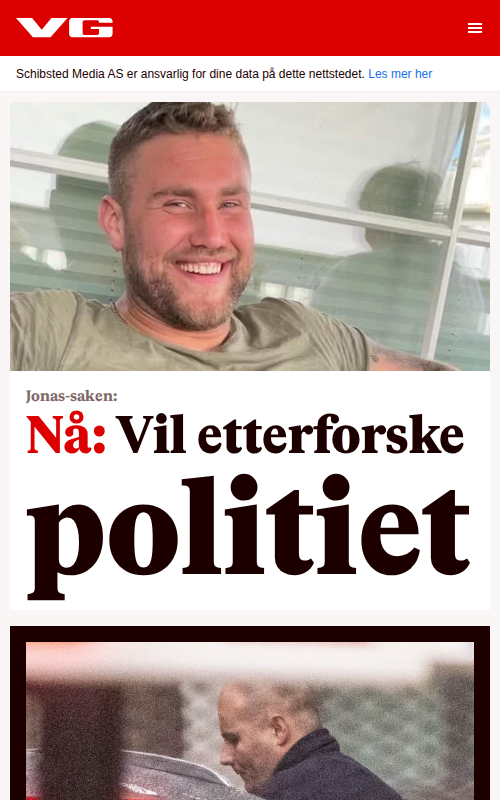 VG
Schibsted Media AS er ansvarlig for dine data på dette nettstedet. Les mer her
Jonas-saken:
Nå: Vil etterforske
politiet